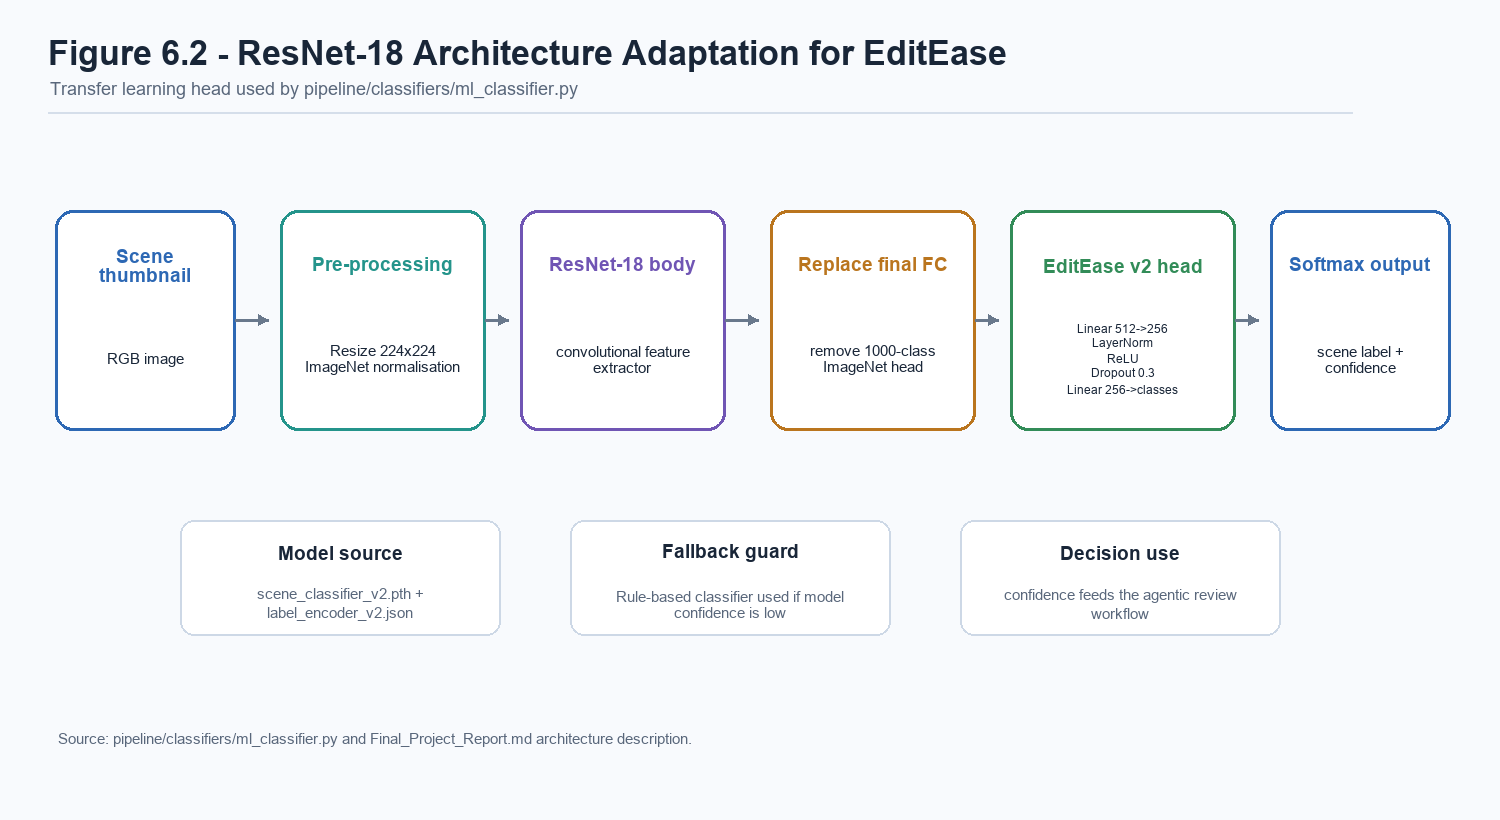 Figure 6.2 - ResNet-18 Architecture Adaptation for EditEase
Transfer learning head used by pipeline/classifiers/ml_classifier.py
Scene
thumbnail
RGB image
Pre-processing
Resize 224x224
ImageNet normalisation
ResNet-18 body
convolutional feature
extractor
Replace final FC
remove 1000-class
ImageNet head
EditEase v2 head
Linear 512->256
LayerNorm
ReLU
Dropout 0.3
Linear 256->classes
Softmax output
scene label +
confidence
Model source
scene_classifier_v2.pth +
label_encoder_v2.json
Fallback guard
Rule-based classifier used if model
confidence is low
Decision use
confidence feeds the agentic review
workflow
Source: pipeline/classifiers/ml_classifier.py and Final_Project_Report.md architecture description.